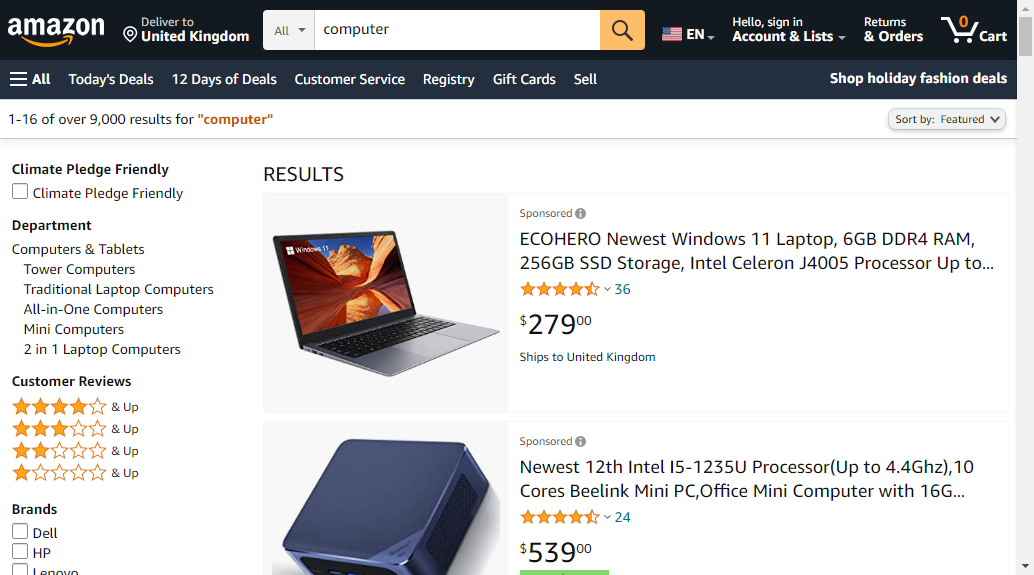 amazon
Deliver to
United Kingdom
All
computer
EN
Hello, sign in
Account & Lists
Returns
& Orders
0
Cart
All
Today's Deals
12 Days of Deals
Customer Service
Registry
Gift Cards
Sell
Shop holiday fashion deals
1-16 of over 9,000 results for "computer"
Sort by: Featured
Climate Pledge Friendly
Climate Pledge Friendly
Department
Computers & Tablets
Tower Computers
Traditional Laptop Computers
All-in-One Computers
Mini Computers
2 in 1 Laptop Computers
Customer Reviews
& Up
& Up
& Up
& Up
Brands
Dell
HP
Lenovo
RESULTS
Windows 11
Sponsored
ECOHERO Newest Windows 11 Laptop, 6GB DDR4 RAM,
256GB SSD Storage, Intel Celeron J4005 Processor Up to...
36
$27900
Ships to United Kingdom
Sponsored
Newest 12th Intel I5-1235U Processor(Up to 4.4Ghz),10
Cores Beelink Mini PC,Office Mini Computer with 16G...
24
$53900